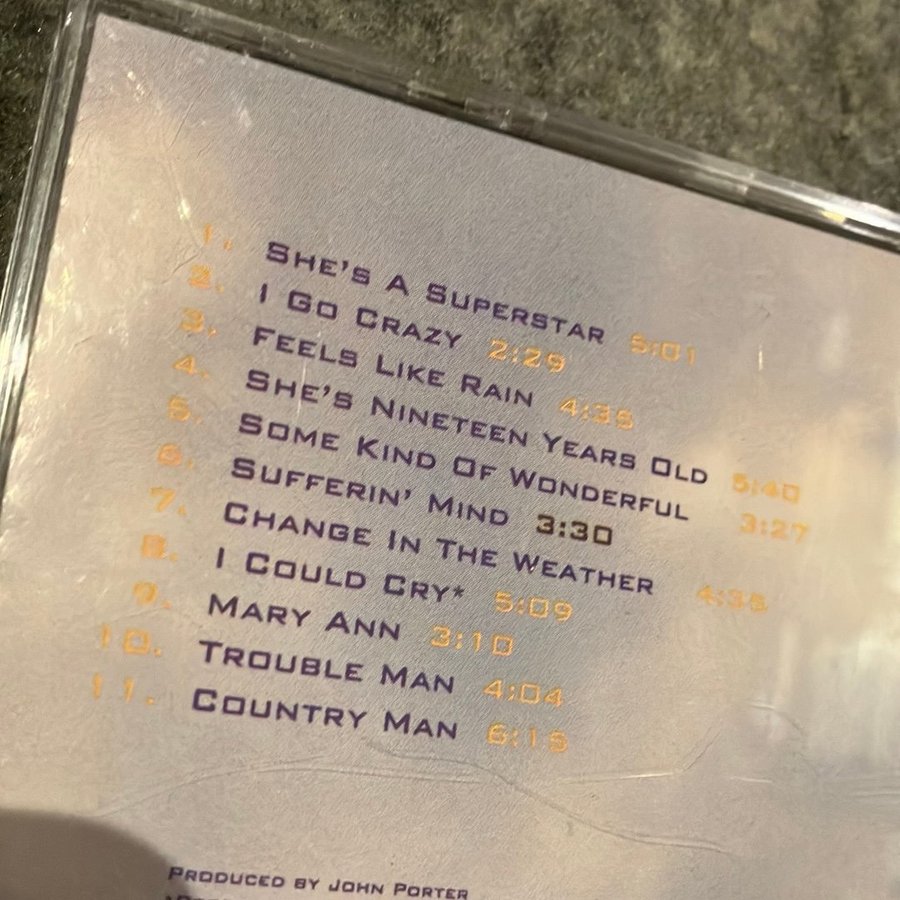 1. She's A Superstar 5:01
2. I Go Crazy 2:29
3. Feels Like Rain 4:35
4. She's Nineteen Years Old 5:40
5. Some Kind Of Wonderful 3:27
6. Sufferin' Mind 3:30
7. Change In The Weather 4:35
8. I Could Cry* 5:09
9. Mary Ann 3:10
10. Trouble Man 4:04
11. Country Man 6:15
Produced by John Porter